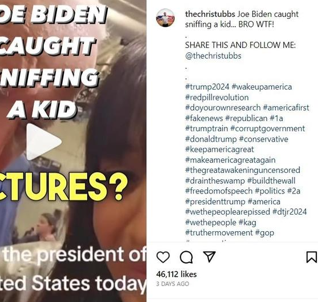 OE BIDEN
CAUGHT
NIFFING
A KID
CTURES?
the president of
ted States today
thechristubbs Joe Biden caught
sniffing a kid... BRO WTF!
.
SHARE THIS AND FOLLOW ME:
@thechristubbs
.
.
#trump2024 #wakeupamerica
#redpillrevolution
#doyourownresearch #americafirst
#fakenews #republican #1a
#trumptrain #corruptgovernment
#donaldtrump #conservative
#keepamericagreat
#makeamericagreatagain
#thegreatawakeninguncensored
#draintheswamp #buildthewall
#freedomofspeech #politics #2a
#presidenttrump #america
#wethepeoplearepissed #dtjr2024
#wethepeople #kag
#truthermovement #gop
46,112 likes
3 DAYS AGO